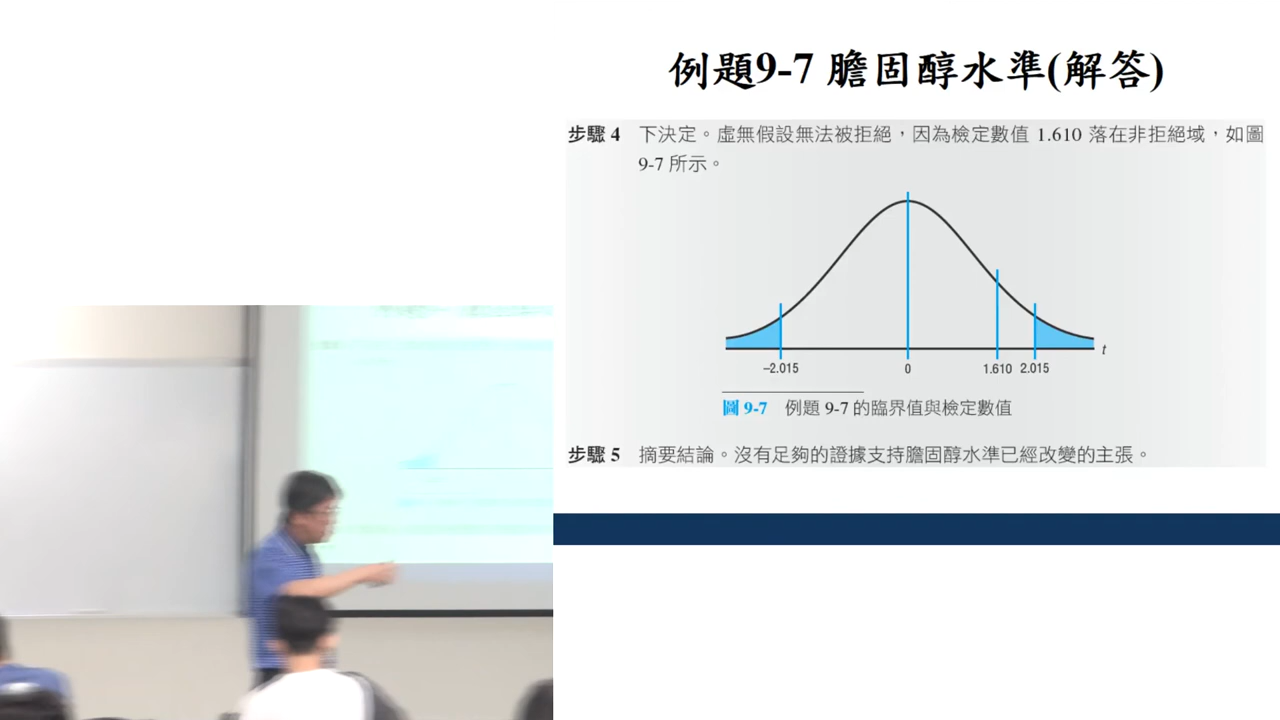 例題9-7 膽固醇水準(解答)
步驟 4 下決定。虛無假設無法被拒絕，因為檢定數值 1.610 落在非拒絕域，如圖
9-7 所示。
t
−2.015 0 1.610 2.015
圖 9-7 例題 9-7 的臨界值與檢定數值
步驟 5 摘要結論。沒有足夠的證據支持膽固醇水準已經改變的主張。